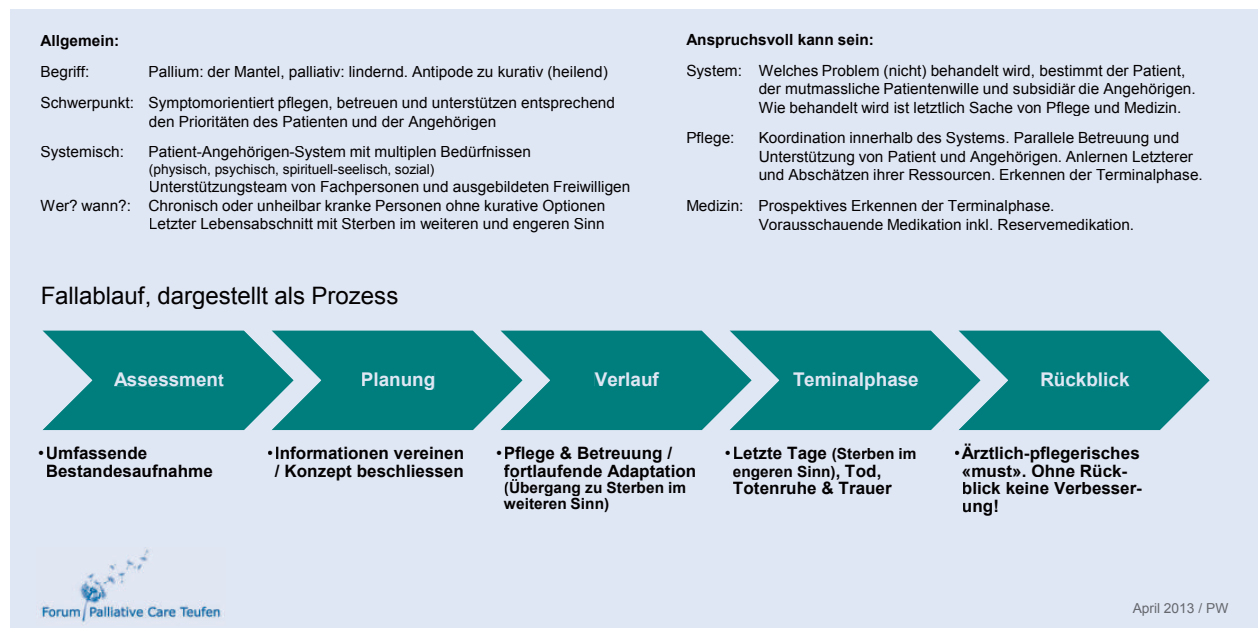 Allgemein:
Begriff: Pallium: der Mantel, palliativ: lindernd. Antipode zu kurativ (heilend)
Schwerpunkt: Symptomorientiert pflegen, betreuen und unterstützen entsprechend
den Prioritäten des Patienten und der Angehörigen
Systemisch: Patient-Angehörigen-System mit multiplen Bedürfnissen
(physisch, psychisch, spirituell-seelisch, sozial)
Unterstützungsteam von Fachpersonen und ausgebildeten Freiwilligen
Wer? wann?: Chronisch oder unheilbar kranke Personen ohne kurative Optionen
Letzter Lebensabschnitt mit Sterben im weiteren und engeren Sinn
Anspruchsvoll kann sein:
System: Welches Problem (nicht) behandelt wird, bestimmt der Patient,
der mutmassliche Patientenwille und subsidiär die Angehörigen.
Wie behandelt wird ist letztlich Sache von Pflege und Medizin.
Pflege: Koordination innerhalb des Systems. Parallele Betreuung und
Unterstützung von Patient und Angehörigen. Anlernen Letzterer
und Abschätzen ihrer Ressourcen. Erkennen der Terminalphase.
Medizin: Prospektives Erkennen der Terminalphase.
Vorausschauende Medikation inkl. Reservemedikation.
Fallablauf, dargestellt als Prozess
Assessment
Planung
Verlauf
Teminalphase
Rückblick
•Umfassende
Bestandesaufnahme
•Informationen vereinen
/ Konzept beschliessen
•Pflege & Betreuung /
fortlaufende Adaptation
(Übergang zu Sterben im
weiteren Sinn)
•Letzte Tage (Sterben im
engeren Sinn), Tod,
Totenruhe & Trauer
•Ärztlich-pflegerisches
«must». Ohne Rück-
blick keine Verbesser-
ung!
Forum Palliative Care Teufen
April 2013 / PW